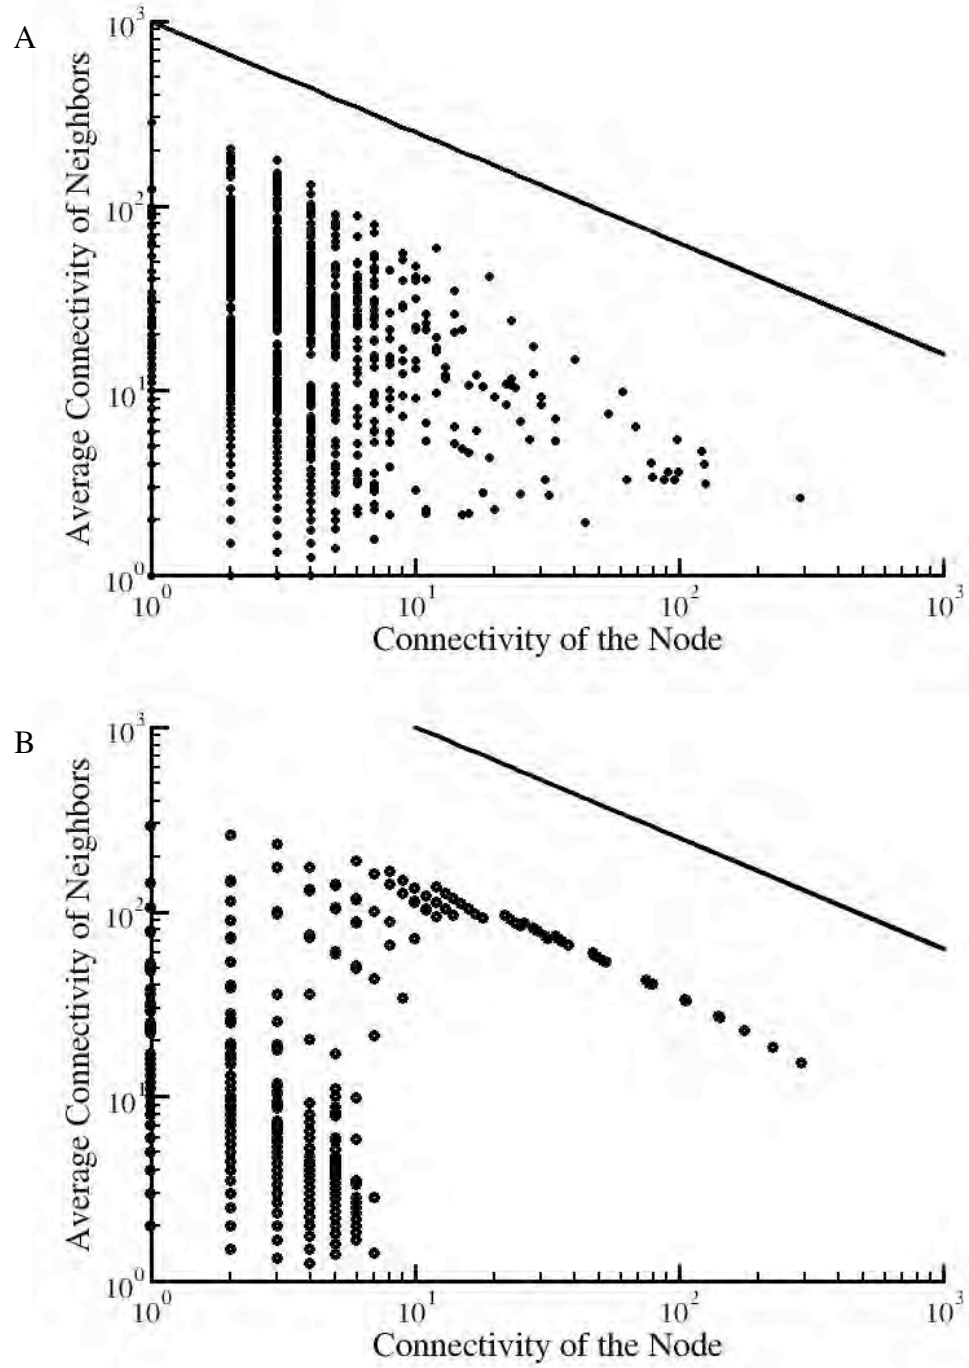 A
10³
10²
10¹
10⁰
Average Connectivity of Neighbors
10⁰ 10¹ 10² 10³
Connectivity of the Node
B
10³
10²
10¹
10⁰
Average Connectivity of Neighbors
10⁰ 10¹ 10² 10³
Connectivity of the Node